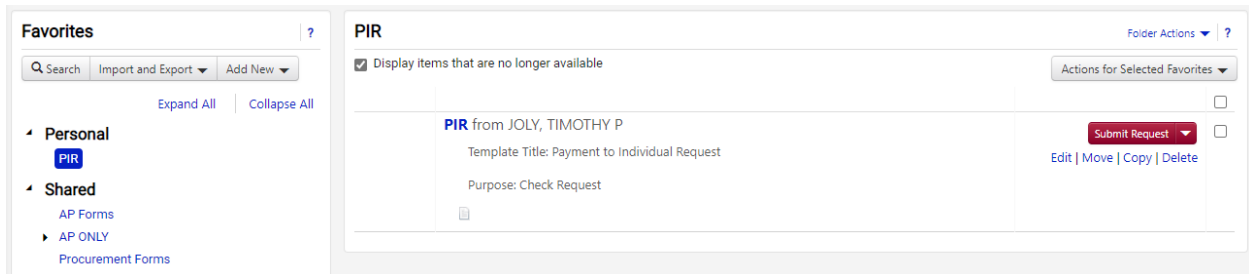 Favorites
?
Search
Import and Export
Add New
Expand All
Collapse All
Personal
PIR
Shared
AP Forms
AP ONLY
Procurement Forms
PIR
Folder Actions
?
Display items that are no longer available
Actions for Selected Favorites
PIR from JOLY, TIMOTHY P
Submit Request
Template Title: Payment to Individual Request
Edit | Move | Copy | Delete
Purpose: Check Request